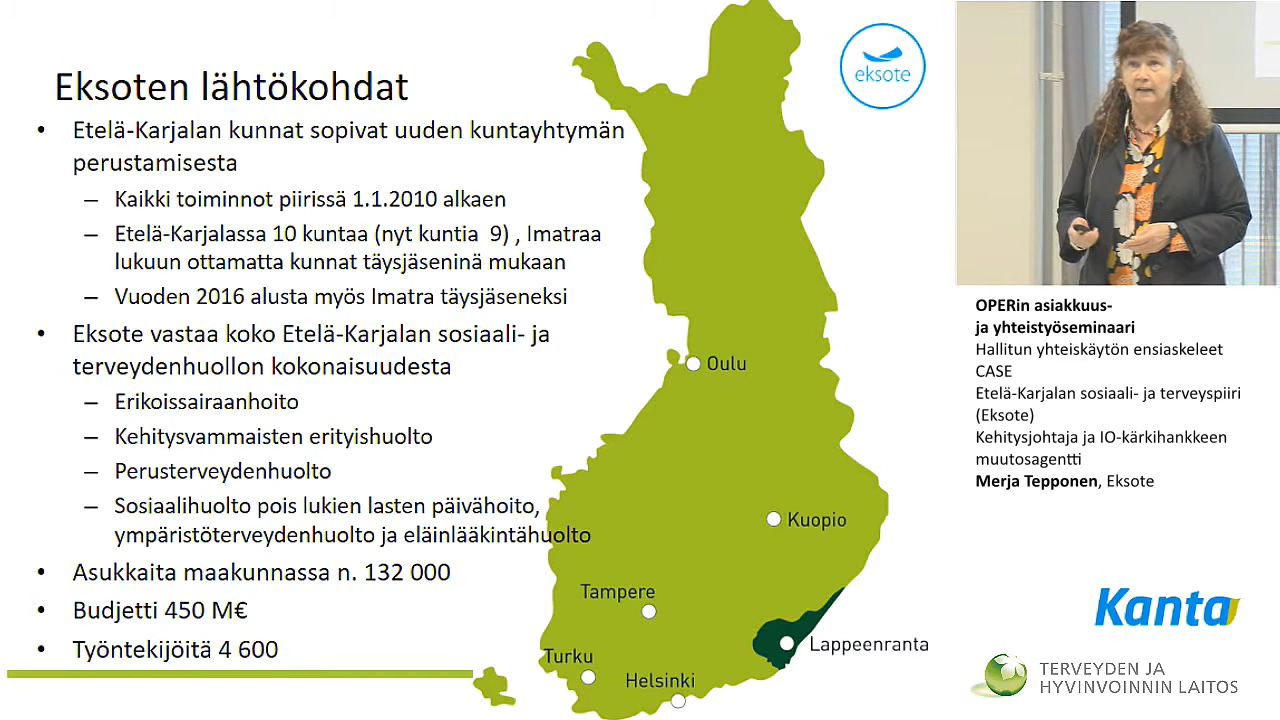 Eksoten lähtökohdat
• Etelä-Karjalan kunnat sopivat uuden kuntayhtymän
perustamisesta
– Kaikki toiminnot piirissä 1.1.2010 alkaen
– Etelä-Karjalassa 10 kuntaa (nyt kuntia 9) , Imatraa
lukuun ottamatta kunnat täysjäseninä mukaan
– Vuoden 2016 alusta myös Imatra täysjäseneksi
• Eksote vastaa koko Etelä-Karjalan sosiaali- ja
terveydenhuollon kokonaisuudesta
– Erikoissairaanhoito
– Kehitysvammaisten erityishuolto
– Perusterveydenhuolto
– Sosiaalihuolto pois lukien lasten päivähoito,
ympäristöterveydenhuolto ja eläinlääkintähuolto
• Asukkaita maakunnassa n. 132 000
• Budjetti 450 M€
• Työntekijöitä 4 600
eksote
Oulu
Kuopio
Tampere
Lappeenranta
Turku
Helsinki
OPERin asiakkuus-
ja yhteistyöseminaari
Hallitun yhteiskäytön ensiaskeleet
CASE
Etelä-Karjalan sosiaali- ja terveyspiiri
(Eksote)
Kehitysjohtaja ja IO-kärkihankkeen
muutosagentti
Merja Tepponen, Eksote
Kanta
TERVEYDEN JA
HYVINVOINNIN LAITOS